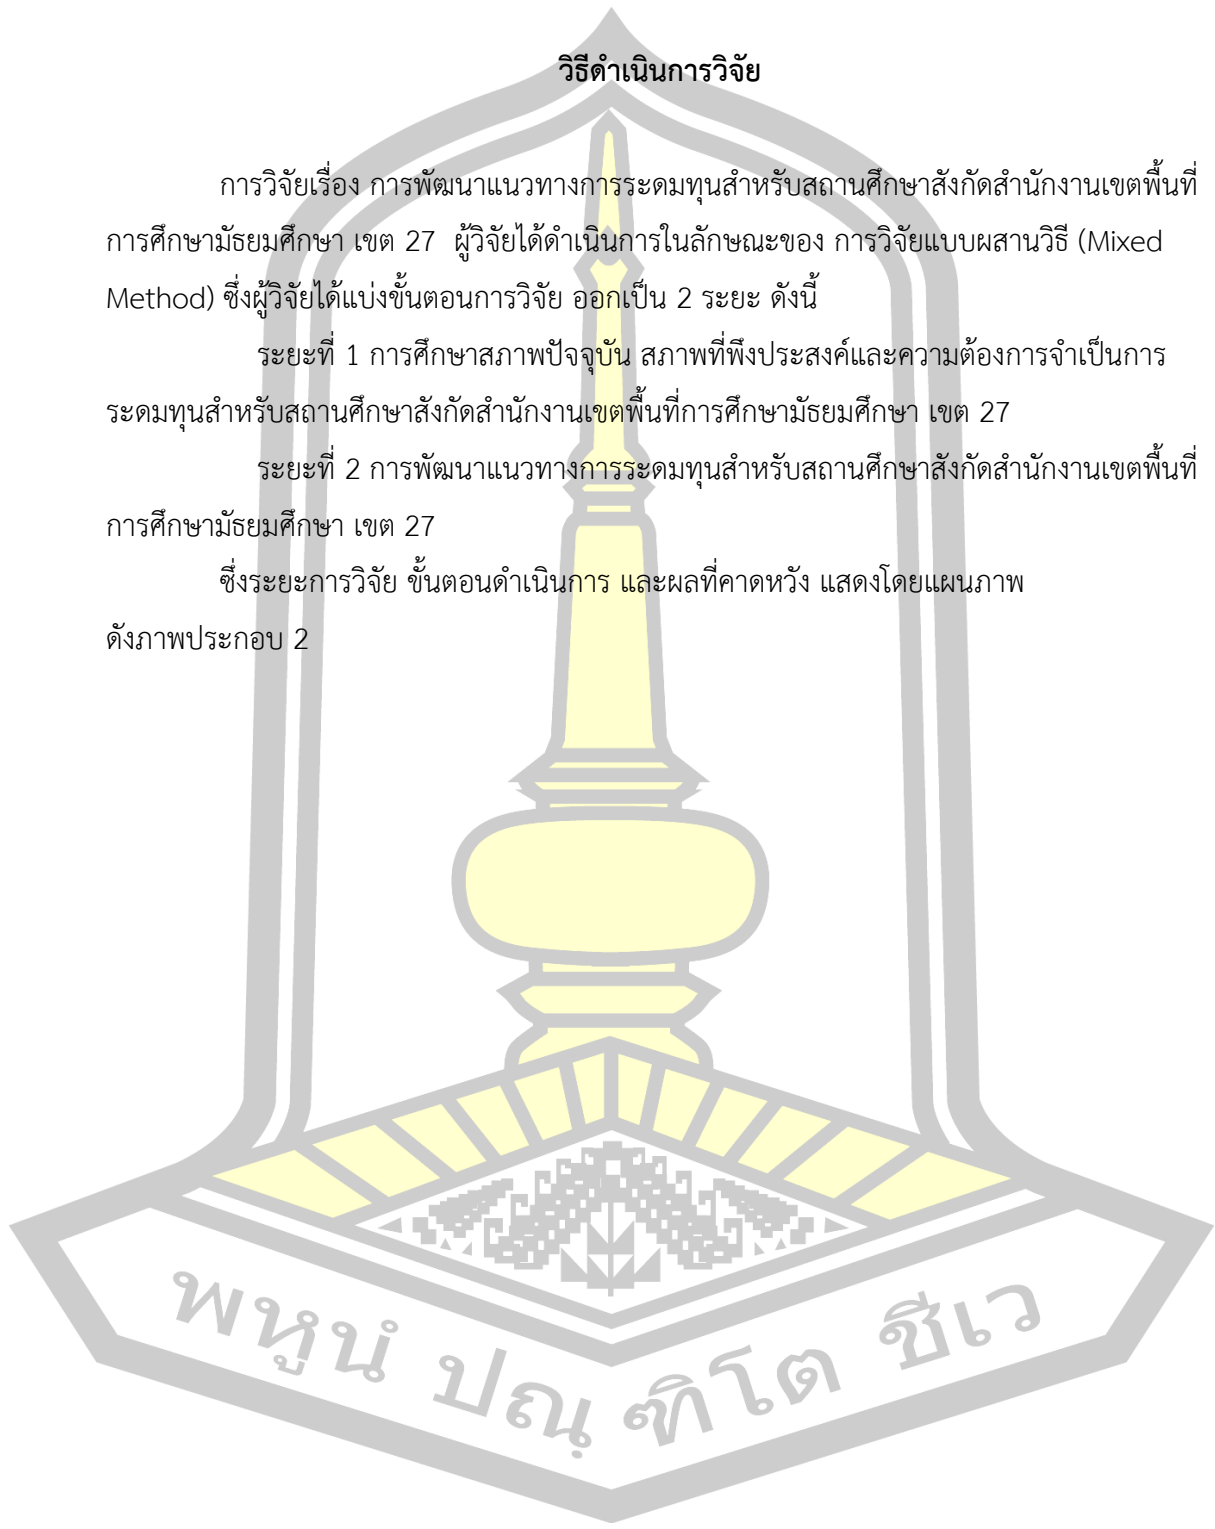 วิธีดำเนินการวิจัย
การวิจัยเรื่อง การพัฒนาแนวทางการระดมทุนสำหรับสถานศึกษาสังกัดสำนักงานเขตพื้นที่
การศึกษามัธยมศึกษา เขต 27 ผู้วิจัยได้ดำเนินการในลักษณะของ การวิจัยแบบผสานวิธี (Mixed
Method) ซึ่งผู้วิจัยได้แบ่งขั้นตอนการวิจัย ออกเป็น 2 ระยะ ดังนี้
ระยะที่ 1 การศึกษาสภาพปัจจุบัน สภาพที่พึงประสงค์และความต้องการจำเป็นการ
ระดมทุนสำหรับสถานศึกษาสังกัดสำนักงานเขตพื้นที่การศึกษามัธยมศึกษา เขต 27
ระยะที่ 2 การพัฒนาแนวทางการระดมทุนสำหรับสถานศึกษาสังกัดสำนักงานเขตพื้นที่
การศึกษามัธยมศึกษา เขต 27
ซึ่งระยะการวิจัย ขั้นตอนดำเนินการ และผลที่คาดหวัง แสดงโดยแผนภาพ
ดังภาพประกอบ 2
พหูนํ ปณฺ ฑิโต ชีเว